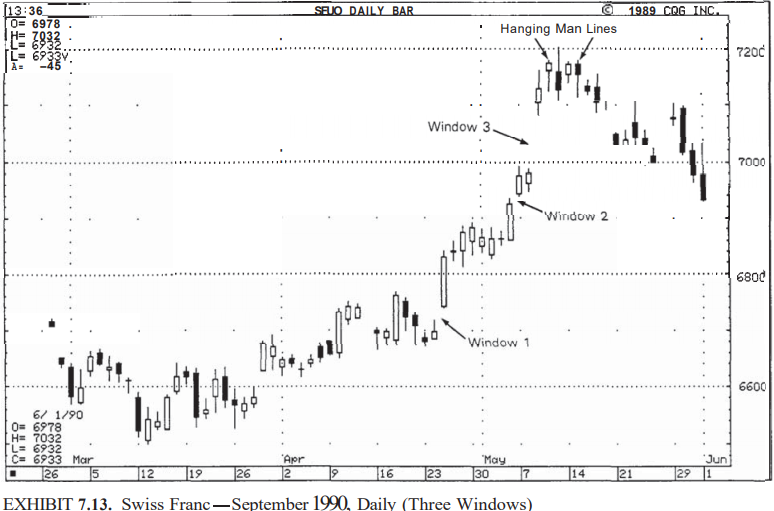 13:36 SFUO DAILY BAR © 1989 CQG INC.
O= 6978
H= 7032
L= 6932
L= 6933V
Δ= -45
Hanging Man Lines
7200
Window 3
7000
Window 2
6800
Window 1
6600
6/ 1/90
O= 6978
H= 7032
L= 6932
C= 6933
Mar Apr May Jun
26 5 12 19 26 2 9 16 23 30 7 14 21 29 1
EXHIBIT 7.13. Swiss Franc—September 1990, Daily (Three Windows)